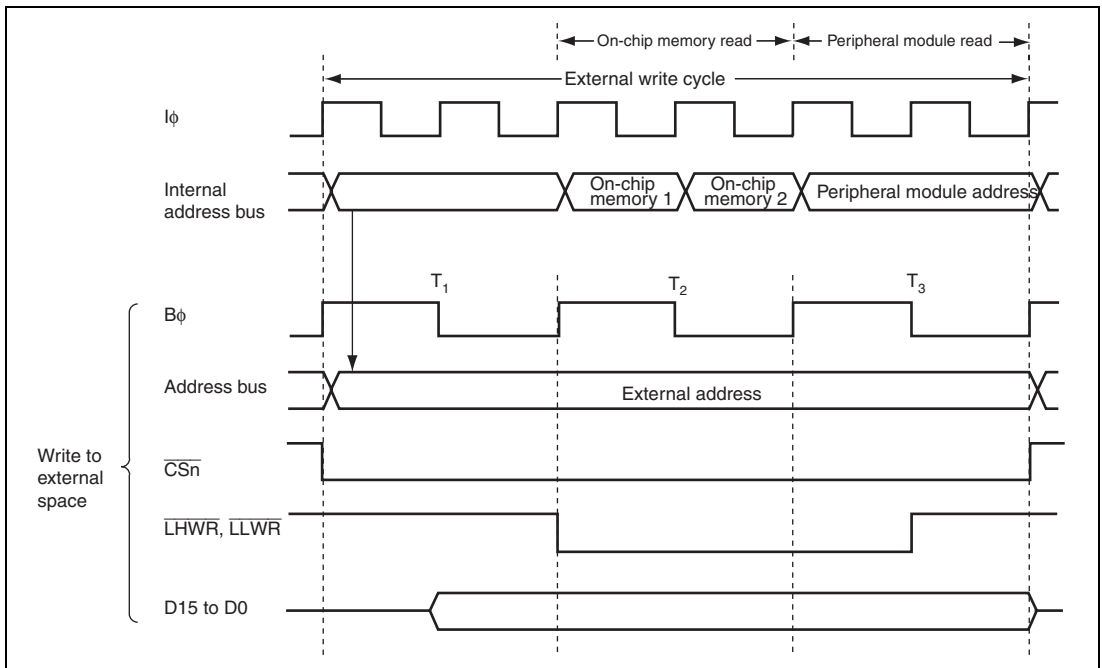 On-chip memory read Peripheral module read
External write cycle
Iϕ
Internal
address bus
On-chip
memory 1
On-chip
memory 2
Peripheral module address
T1 T2 T3
Bϕ
Address bus
External address
Write to
external
space
CSn
LHWR, LLWR
D15 to D0